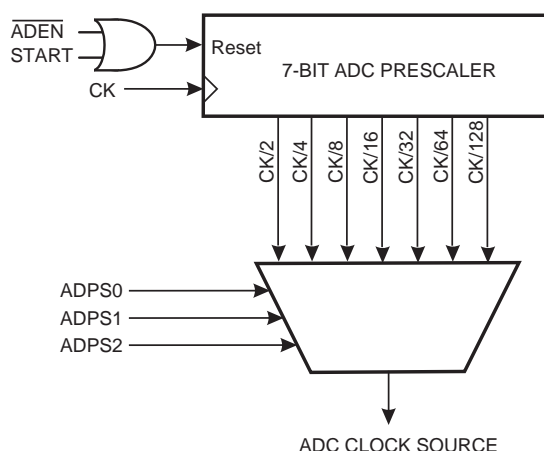 ADEN
START
Reset
7-BIT ADC PRESCALER
CK
CK/2
CK/4
CK/8
CK/16
CK/32
CK/64
CK/128
ADPS0
ADPS1
ADPS2
ADC CLOCK SOURCE